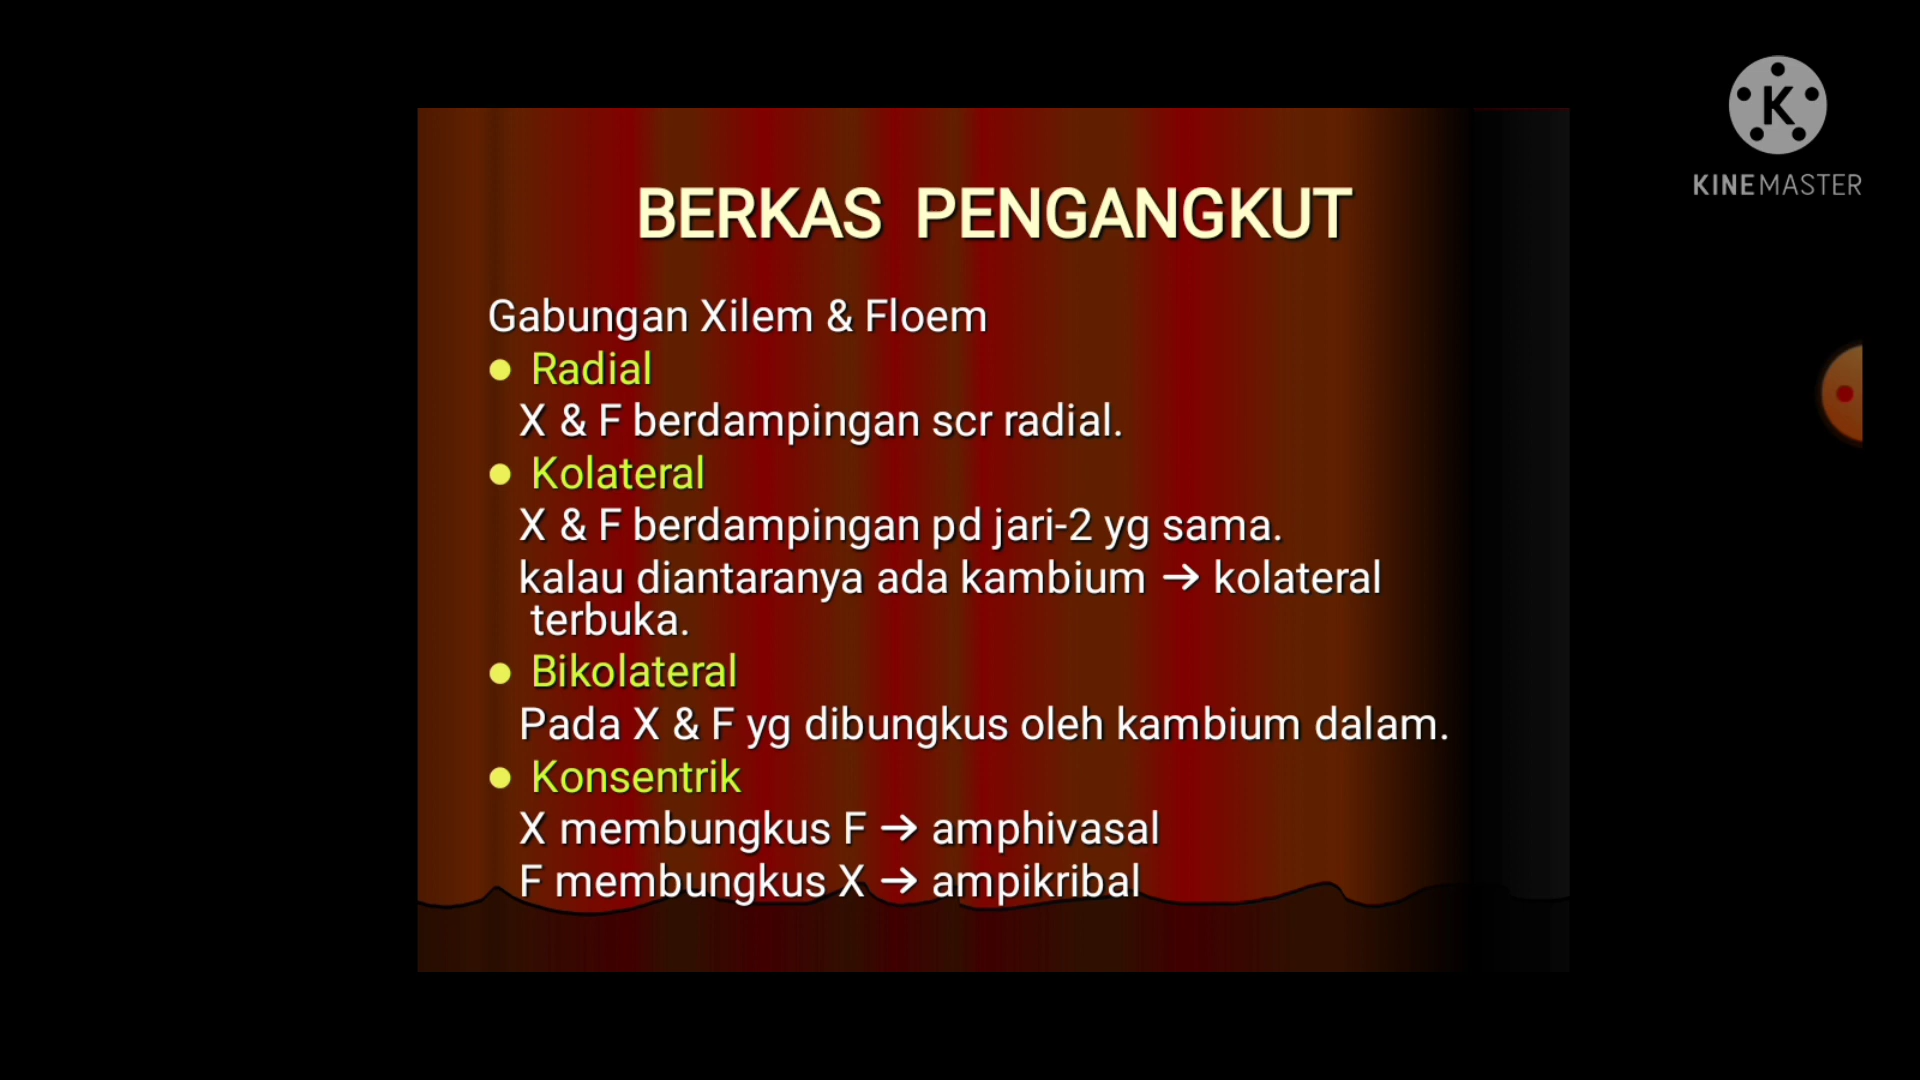 K
KINEMASTER
BERKAS PENGANGKUT
Gabungan Xilem & Floem
● Radial
X & F berdampingan scr radial.
● Kolateral
X & F berdampingan pd jari-2 yg sama.
kalau diantaranya ada kambium → kolateral
terbuka.
● Bikolateral
Pada X & F yg dibungkus oleh kambium dalam.
● Konsentrik
X membungkus F → amphivasal
F membungkus X → ampikribal